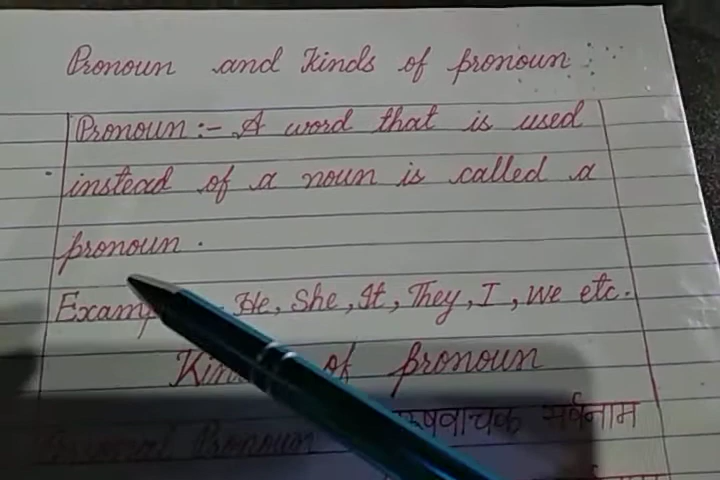 Pronoun and Kinds of pronoun
Pronoun :- A word that is used
instead of a noun is called a
pronoun .
He, She, It, They, I, We etc.
of pronoun
Pronoun सर्वनाम